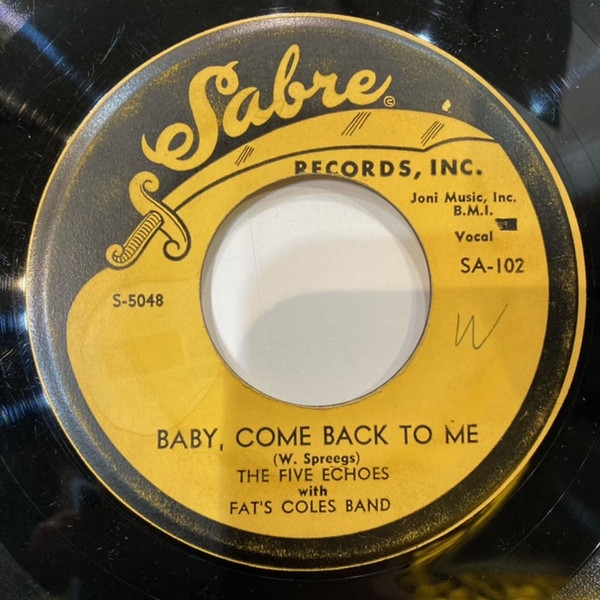 Sabre ©
RECORDS, INC.
Joni Music, Inc.
B.M.I.
Vocal
SA-102
S-5048
W
BABY, COME BACK TO ME
(W. Spreegs)
THE FIVE ECHOES
with
FAT'S COLES BAND